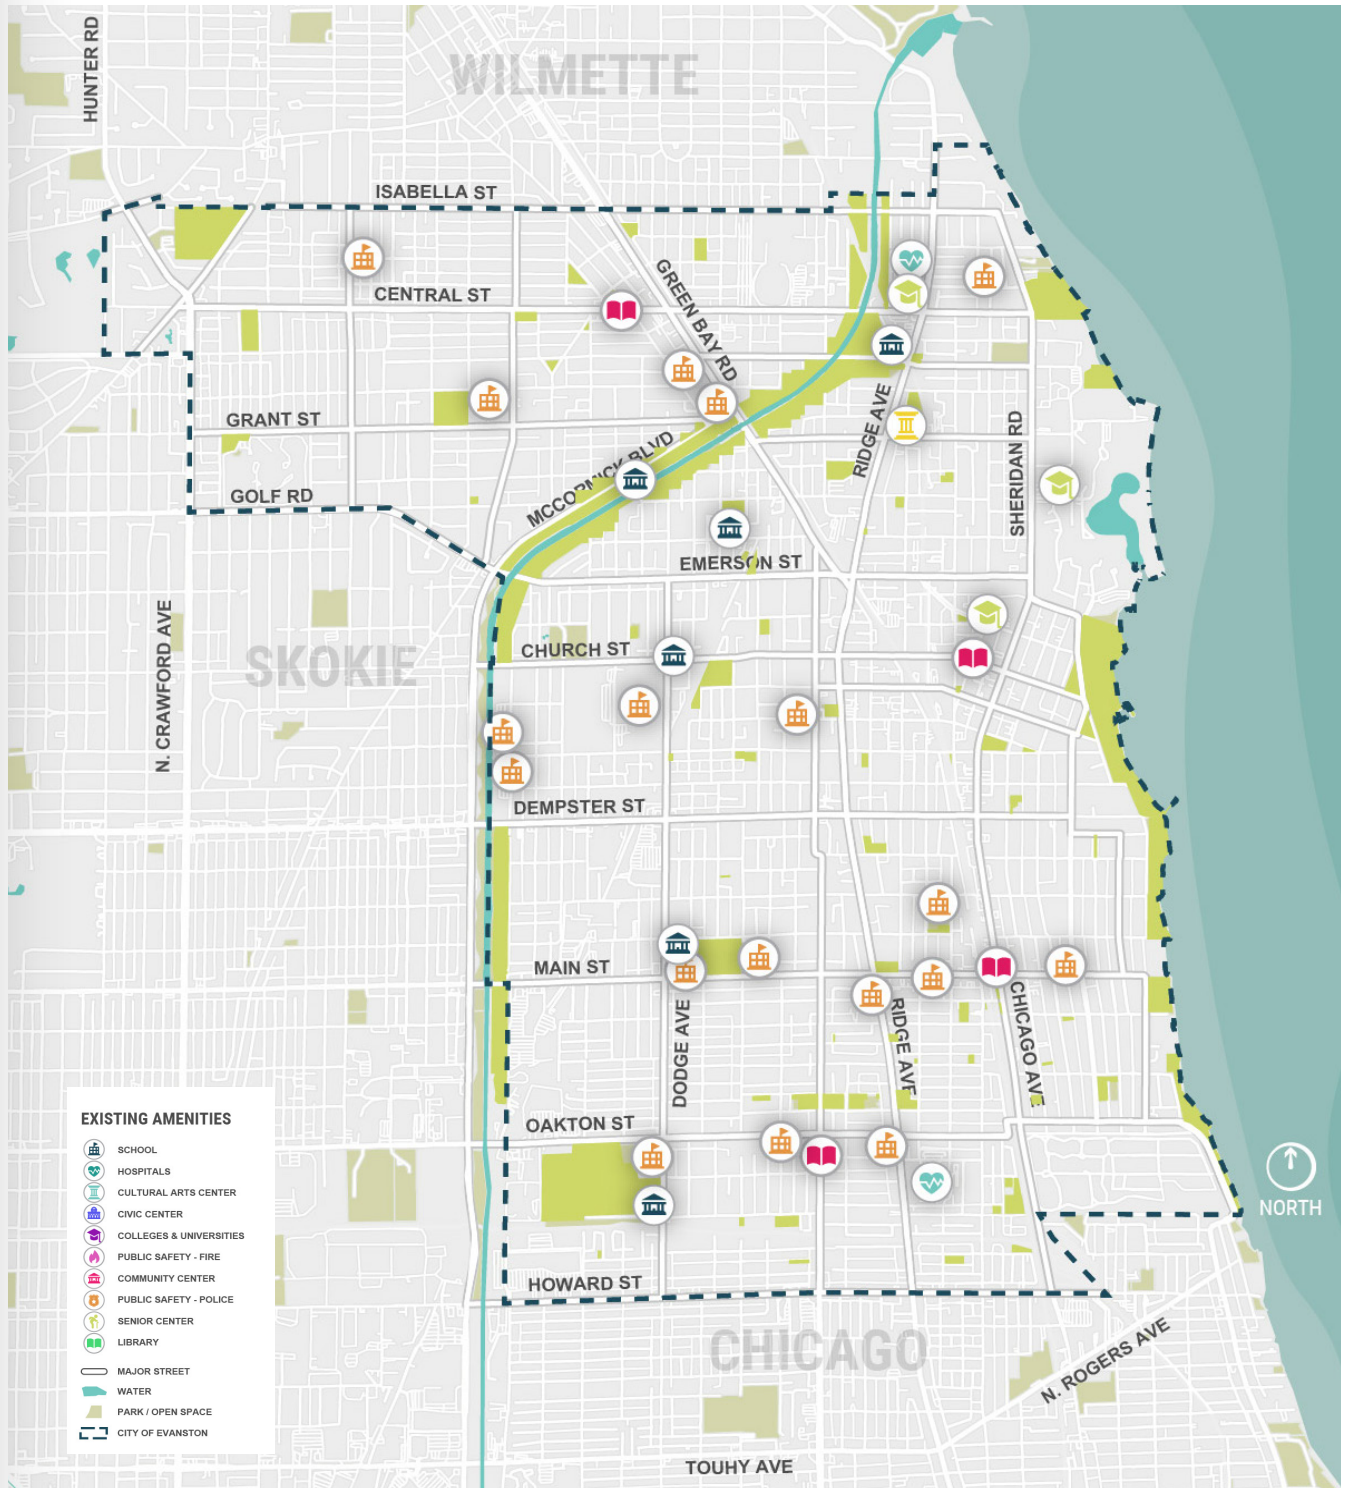 HUNTER RD
WILMETTE
ISABELLA ST
CENTRAL ST
GREEN BAY RD
GRANT ST
RIDGE AVE
SHERIDAN RD
MCCORMICK BLVD
GOLF RD
EMERSON ST
N. CRAWFORD AVE
SKOKIE
CHURCH ST
DEMPSTER ST
MAIN ST
DODGE AVE
RIDGE AVE
CHICAGO AVE
OAKTON ST
NORTH
HOWARD ST
CHICAGO
N. ROGERS AVE
TOUHY AVE
EXISTING AMENITIES
SCHOOL
HOSPITALS
CULTURAL ARTS CENTER
CIVIC CENTER
COLLEGES & UNIVERSITIES
PUBLIC SAFETY - FIRE
COMMUNITY CENTER
PUBLIC SAFETY - POLICE
SENIOR CENTER
LIBRARY
MAJOR STREET
WATER
PARK / OPEN SPACE
CITY OF EVANSTON